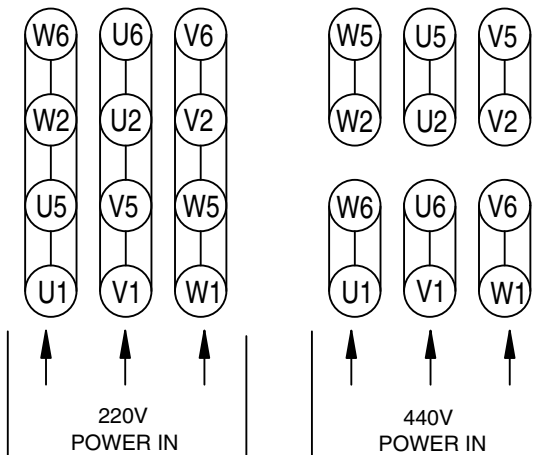 W6 U6 V6 W5 U5 V5
W2 U2 V2 W2 U2 V2
U5 V5 W5 W6 U6 V6
U1 V1 W1 U1 V1 W1
220V 440V
POWER IN POWER IN